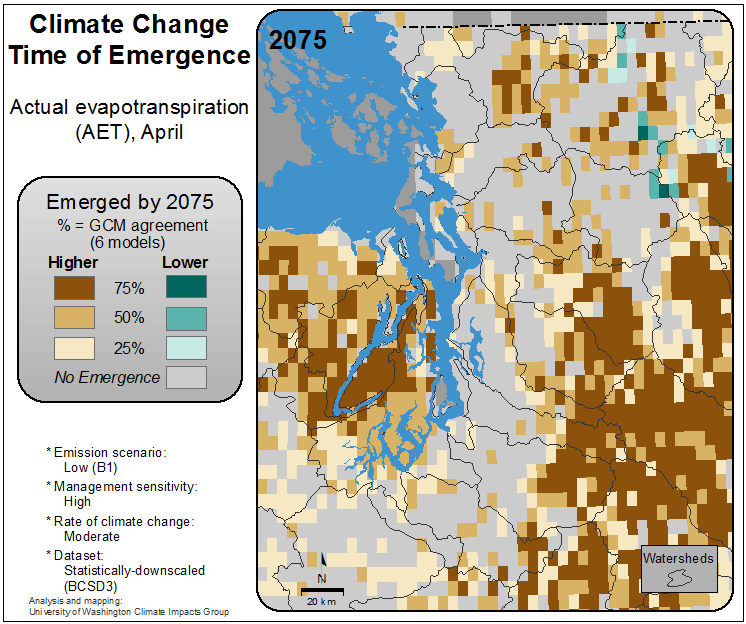 Climate Change
Time of Emergence
Actual evapotranspiration
(AET), April
Emerged by 2075
% = GCM agreement
(6 models)
Higher Lower
75%
50%
25%
No Emergence
* Emission scenario:
Low (B1)
* Management sensitivity:
High
* Rate of climate change:
Moderate
* Dataset:
Statistically-downscaled
(BCSD3)
Analysis and mapping:
University of Washington Climate Impacts Group
2075
N
20 km
Watersheds